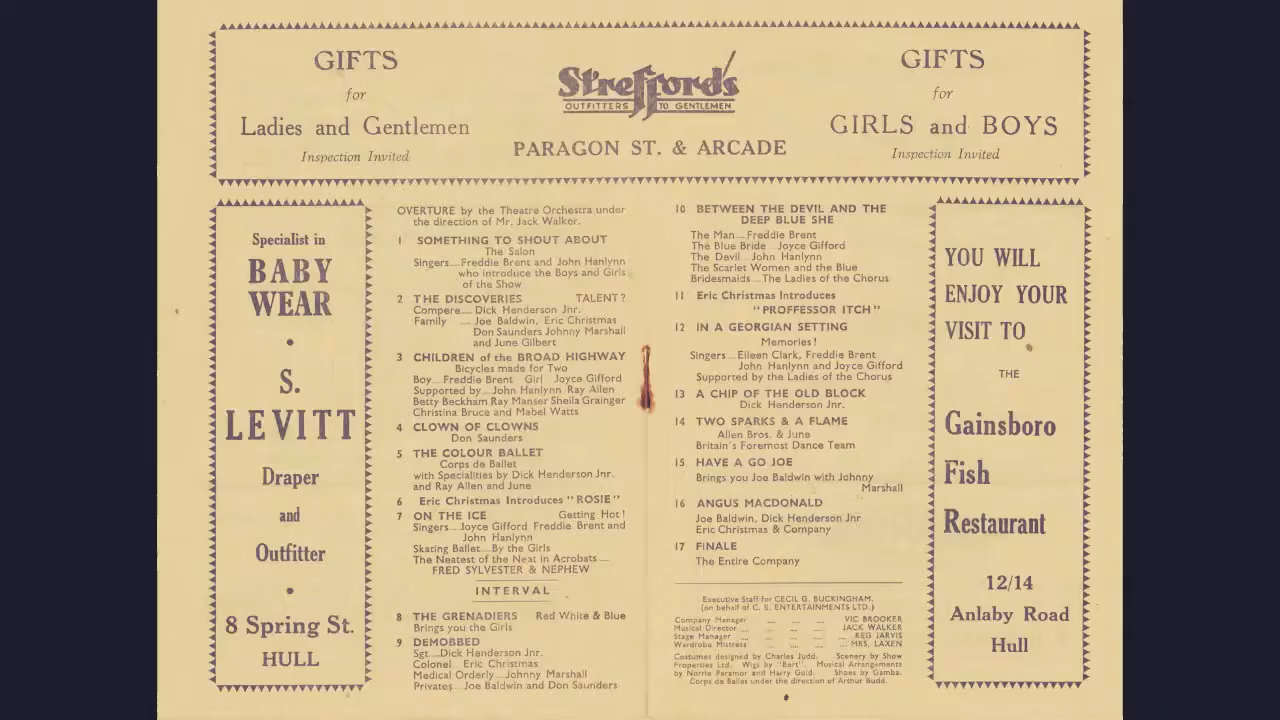 GIFTS
for
Ladies and Gentlemen
Inspection Invited
Strefford's
OUTFITTERS TO GENTLEMEN
PARAGON ST. & ARCADE
GIFTS
for
GIRLS and BOYS
Inspection Invited
Specialist in
BABY
WEAR
S.
LEVITT
Draper
and
Outfitter
8 Spring St.
HULL
OVERTURE by the Theatre Orchestra under
the direction of Mr. Jack Walker.
1 SOMETHING TO SHOUT ABOUT
The Salon
Singers....Freddie Brent and John Hanlynn
who introduce the Boys and Girls
of the Show
2 THE DISCOVERIES TALENT?
Compere.... Dick Henderson Jnr.
Family .... Joe Baldwin, Eric Christmas
Don Saunders Johnny Marshall
and June Gilbert
3 CHILDREN of the BROAD HIGHWAY
Bicycles made for Two
Boy....Freddie Brent Girl Joyce Gifford
Supported by....John Hanlynn Ray Allen
Betty Beckham Ray Manser Sheila Grainger
Christina Bruce and Mabel Watts
4 CLOWN OF CLOWNS
Don Saunders
5 THE COLOUR BALLET
Corps de Ballet
with Specialities by Dick Henderson Jnr.
and Ray Allen and June
6 Eric Christmas Introduces "ROSIE"
7 ON THE ICE Getting Hot!
Singers....Joyce Gifford Freddie Brent and
John Hanlynn
Skating Ballet....By the Girls
The Neatest of the Neat in Acrobats....
FRED SYLVESTER & NEPHEW
INTERVAL
8 THE GRENADIERS Red White & Blue
Brings you the Girls
9 DEMOBBED
Sgt....Dick Henderson Jnr.
Colonel Eric Christmas
Medical Orderly....Johnny Marshall
Privates....Joe Baldwin and Don Saunders
10 BETWEEN THE DEVIL AND THE
DEEP BLUE SHE
The Man....Freddie Brent
The Blue Bride....Joyce Gifford
The Devil....John Hanlynn
The Scarlet Women and the Blue
Bridesmaids....The Ladies of the Chorus
11 Eric Christmas Introduces
"PROFFESSOR ITCH"
12 IN A GEORGIAN SETTING
Memories!
Singers....Eileen Clark, Freddie Brent
John Hanlynn and Joyce Gifford
Supported by the Ladies of the Chorus
13 A CHIP OF THE OLD BLOCK
Dick Henderson Jnr.
14 TWO SPARKS & A FLAME
Allen Bros. & June
Britain's Foremost Dance Team
15 HAVE A GO JOE
Brings you Joe Baldwin with Johnny
Marshall
16 ANGUS MACDONALD
Joe Baldwin, Dick Henderson Jnr
Eric Christmas & Company
17 FINALE
The Entire Company
Executive Staff for CECIL G. BUCKINGHAM,
(on behalf of C. B. ENTERTAINMENTS LTD.)
Company Manager .... .... .... VIC BROOKER
Musical Director .... .... .... .... JACK WALKER
Stage Manager .... .... .... .... REG JARVIS
Wardrobe Mistress .... .... .... MRS. LAXEN
Costumes designed by Charles Judd. Scenery by Show
Properties Ltd. Wigs by "Bert". Musical Arrangements
by Norrie Paramor and Harry Gold. Shoes by Gamba.
Corps de Ballet under the direction of Arthur Budd.
YOU WILL
ENJOY YOUR
VISIT TO
THE
Gainsboro
Fish
Restaurant
12/14
Anlaby Road
Hull